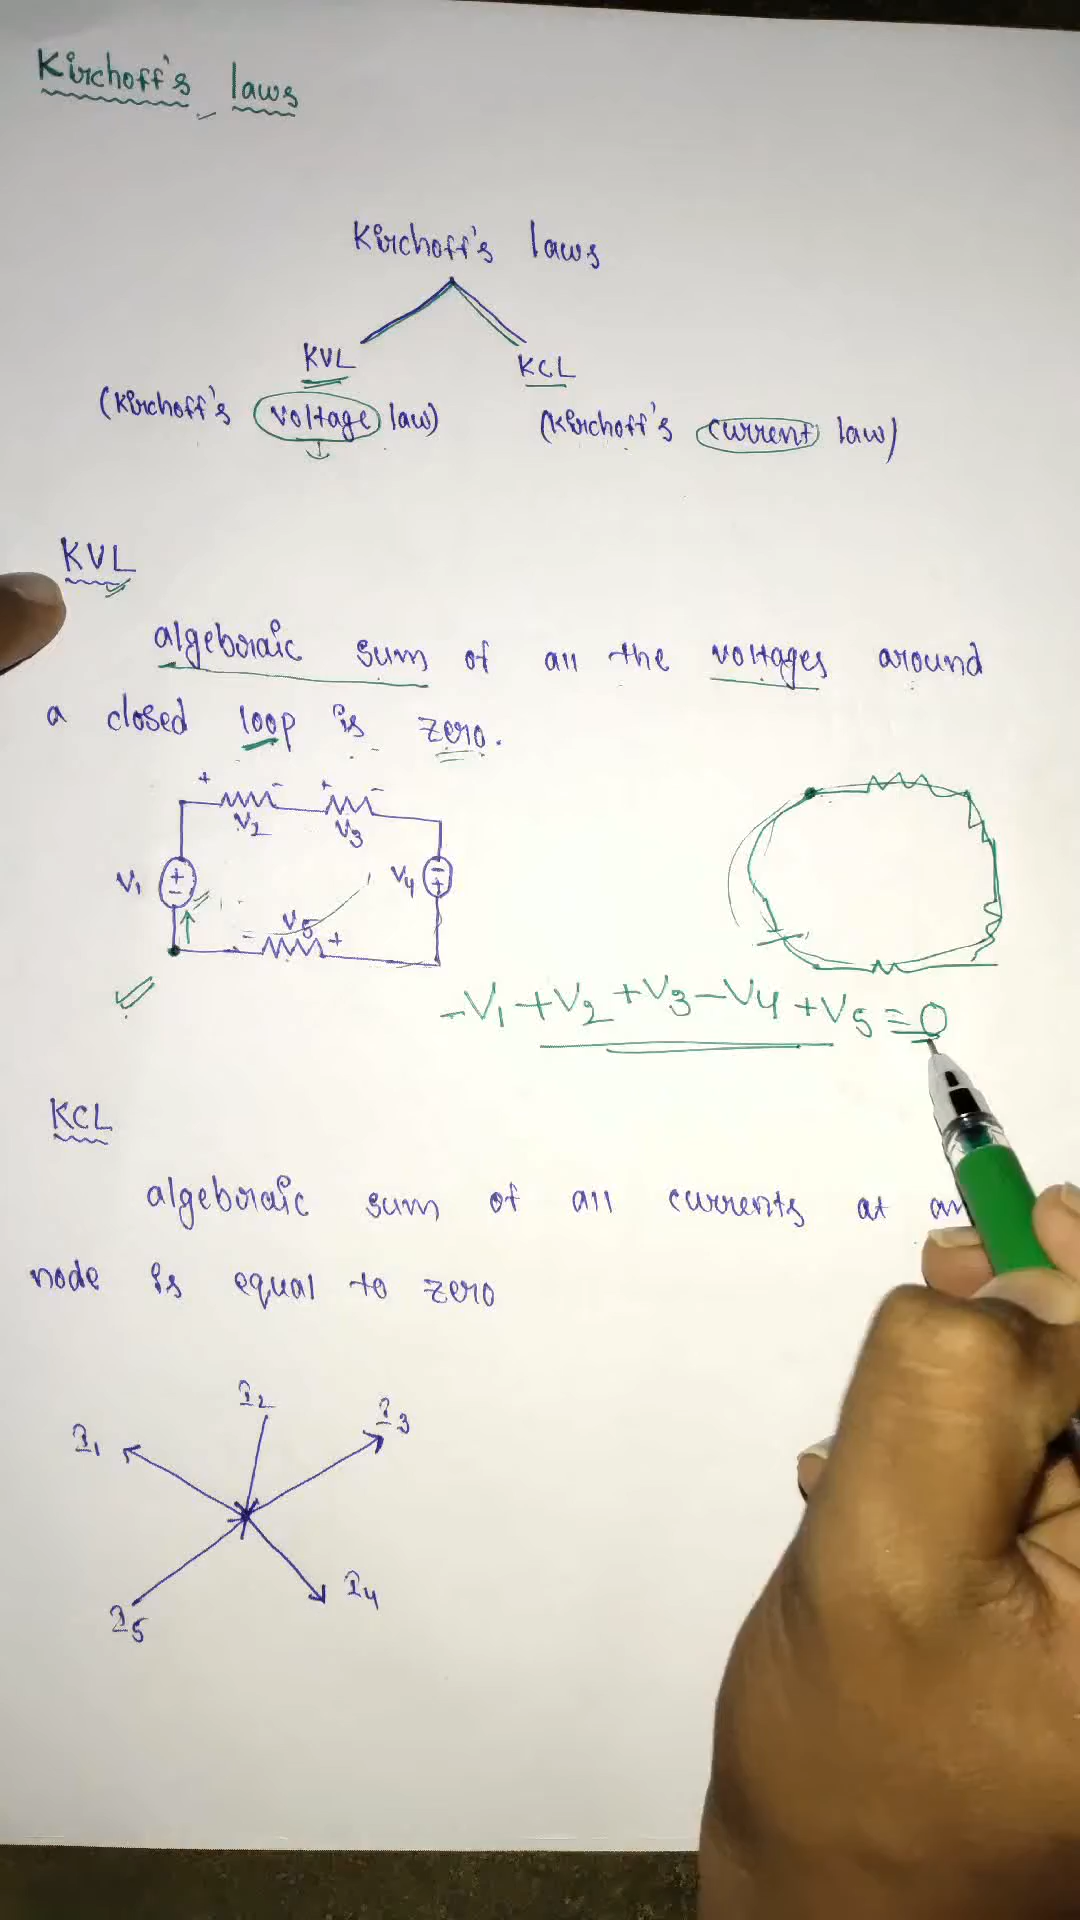 Kirchoff's laws
Kirchoff's laws
KVL KCL
(Kirchoff's voltage law) (Kirchoff's current law)
KVL
algebraic sum of all the voltages around
a closed loop is zero.
+ - + -
V2 V3
V1 + - V4 - +
- V5 +
-V1 +V2 +V3 -V4 +V5 = 0
KCL
algebraic sum of all currents at
node is equal to zero
I2
I1 I3
I4
I5